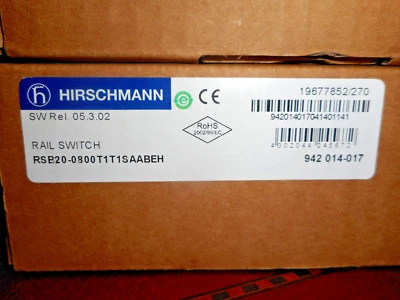 HIRSCHMANN
19677852/270
SW Rel. 05.3.02
942014017041401141
RoHS
2002/95/EC
RAIL SWITCH
RSB20-0800T1T1SAABEH
942 014-017